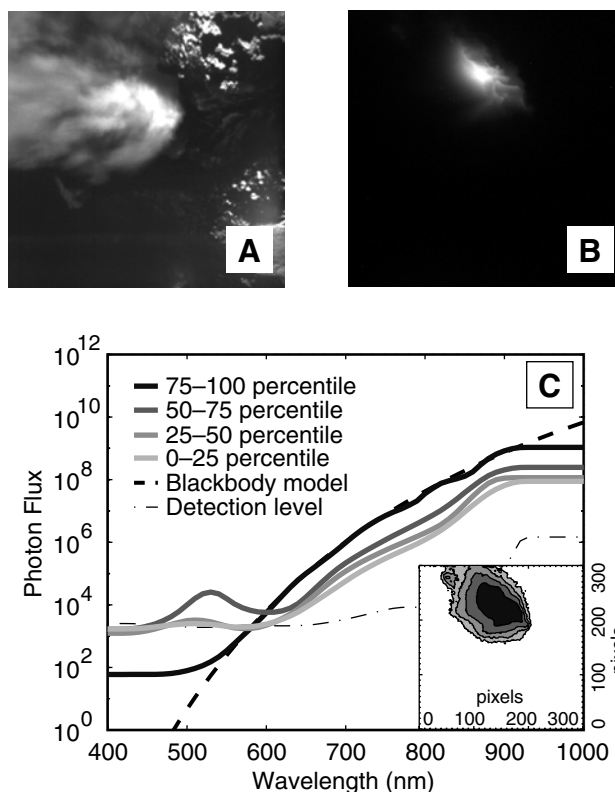 A
B
C
10^12
10^10
10^8
10^6
10^4
10^2
10^0
Photon Flux
75–100 percentile
50–75 percentile
25–50 percentile
0–25 percentile
Blackbody model
Detection level
300
200
100
0
pixels
pixels
0 100 200 300
400 500 600 700 800 900 1000
Wavelength (nm)